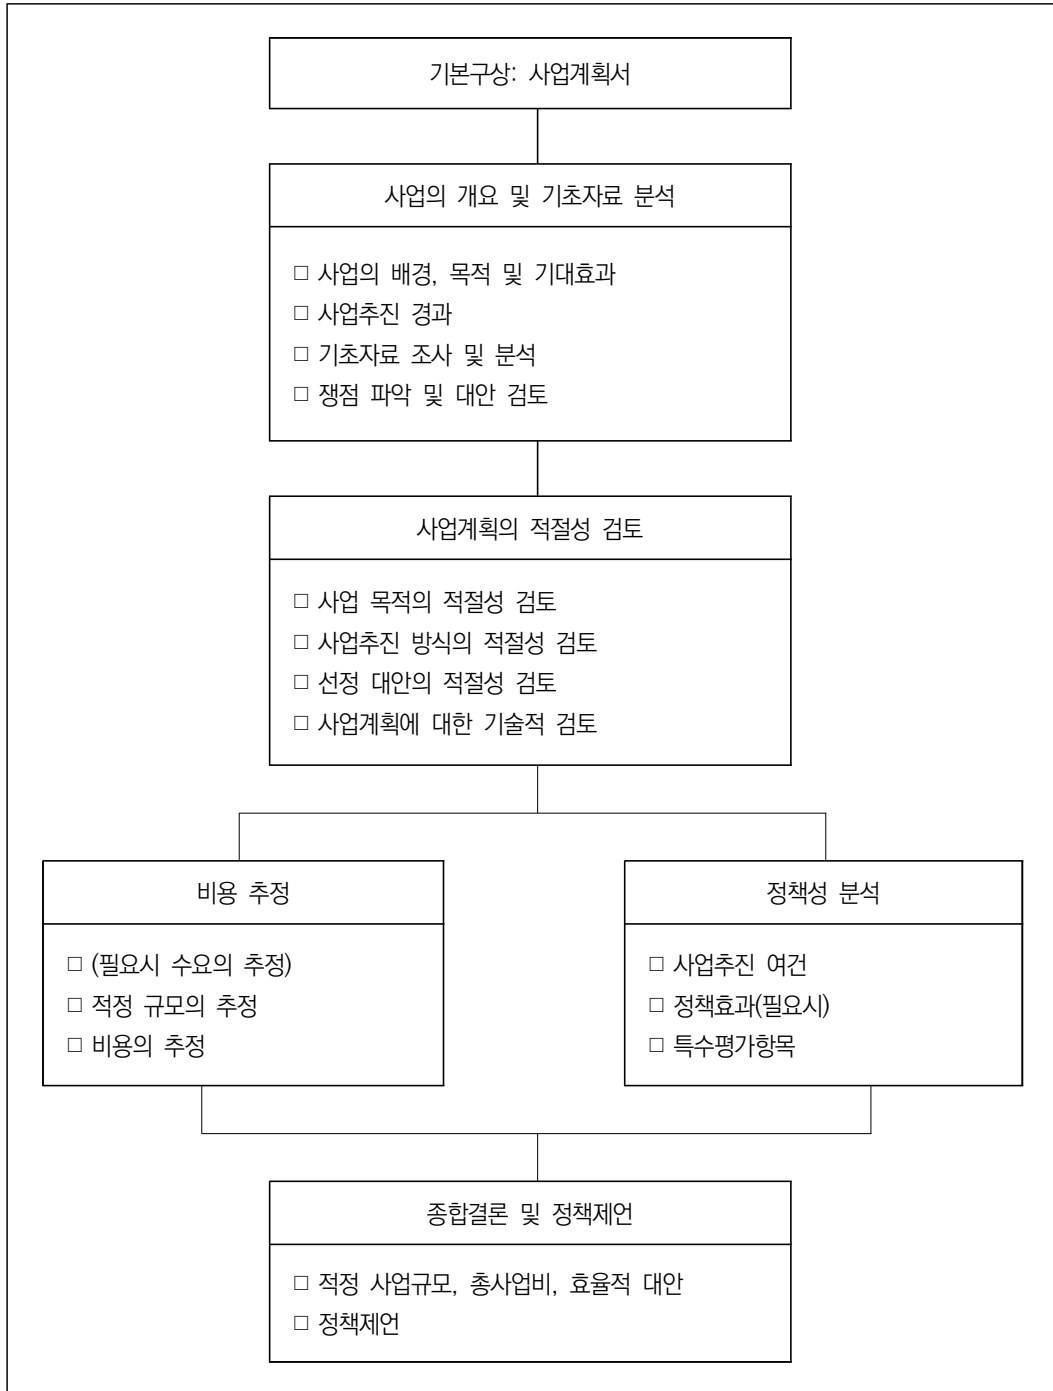 기본구상: 사업계획서
사업의 개요 및 기초자료 분석
□ 사업의 배경, 목적 및 기대효과
□ 사업추진 경과
□ 기초자료 조사 및 분석
□ 쟁점 파악 및 대안 검토
사업계획의 적절성 검토
□ 사업 목적의 적절성 검토
□ 사업추진 방식의 적절성 검토
□ 선정 대안의 적절성 검토
□ 사업계획에 대한 기술적 검토
비용 추정
□ (필요시 수요의 추정)
□ 적정 규모의 추정
□ 비용의 추정
정책성 분석
□ 사업추진 여건
□ 정책효과(필요시)
□ 특수평가항목
종합결론 및 정책제언
□ 적정 사업규모, 총사업비, 효율적 대안
□ 정책제언